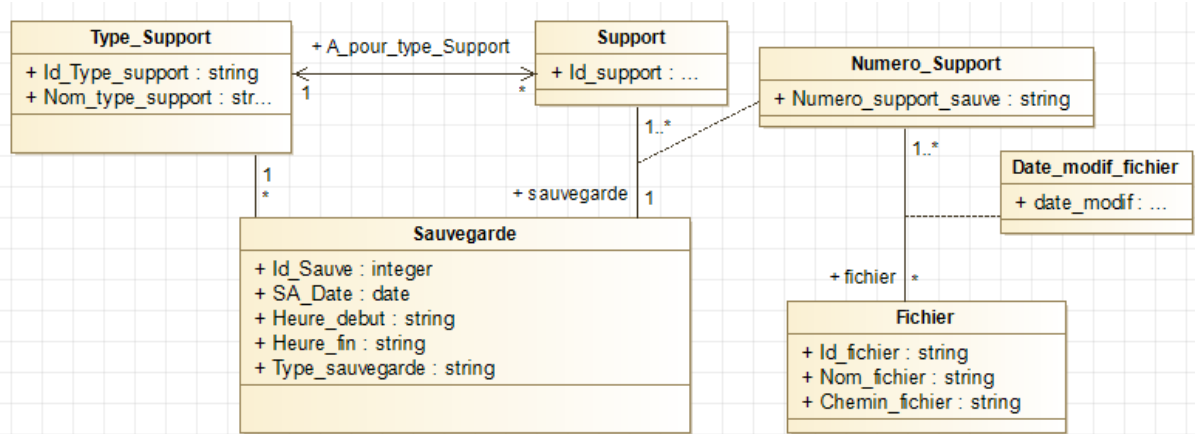 Type_Support
+ Id_Type_support : string
+ Nom_type_support : str...
+ A_pour_type_Support
1
*
Support
+ Id_support : ...
Numero_Support
+ Numero_support_sauve : string
1..*
1..*
Date_modif_fichier
+ date_modif : ...
1
*
+ sauvegarde
1
Sauvegarde
+ Id_Sauve : integer
+ SA_Date : date
+ Heure_debut : string
+ Heure_fin : string
+ Type_sauvegarde : string
+ fichier
*
Fichier
+ Id_fichier : string
+ Nom_fichier : string
+ Chemin_fichier : string